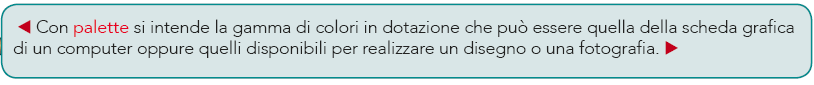 ◀ Con palette si intende la gamma di colori in dotazione che può essere quella della scheda grafica
di un computer oppure quelli disponibili per realizzare un disegno o una fotografia. ▶